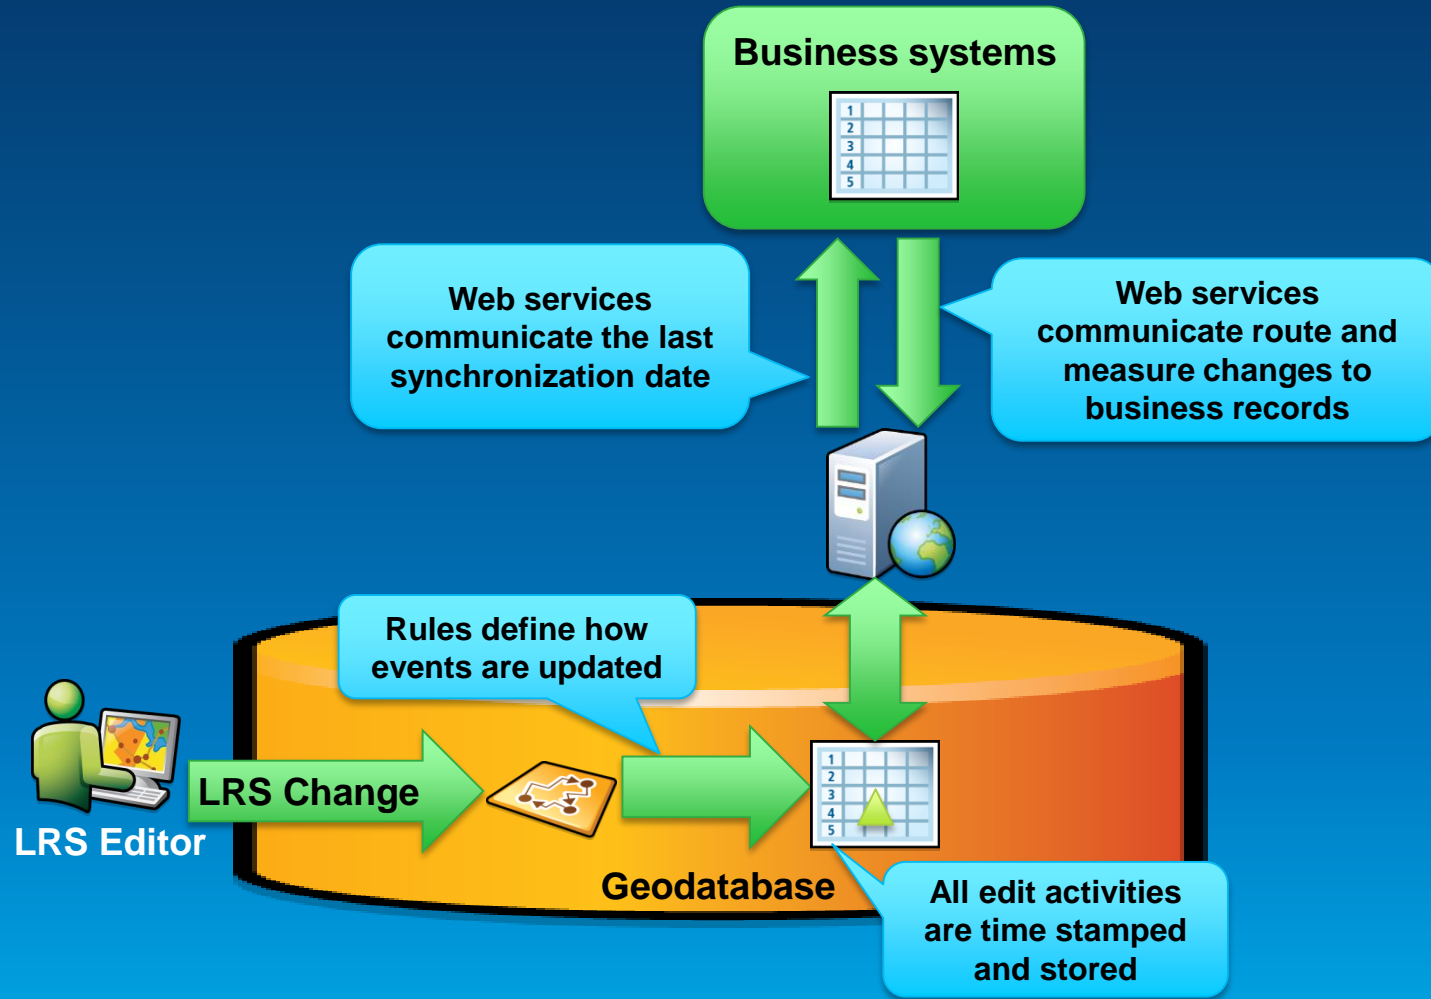 Business systems
1
2
3
4
5
Web services
communicate the last
synchronization date
Web services
communicate route and
measure changes to
business records
Rules define how
events are updated
LRS Change
LRS Editor
1
2
3
4
5
Geodatabase
All edit activities
are time stamped
and stored